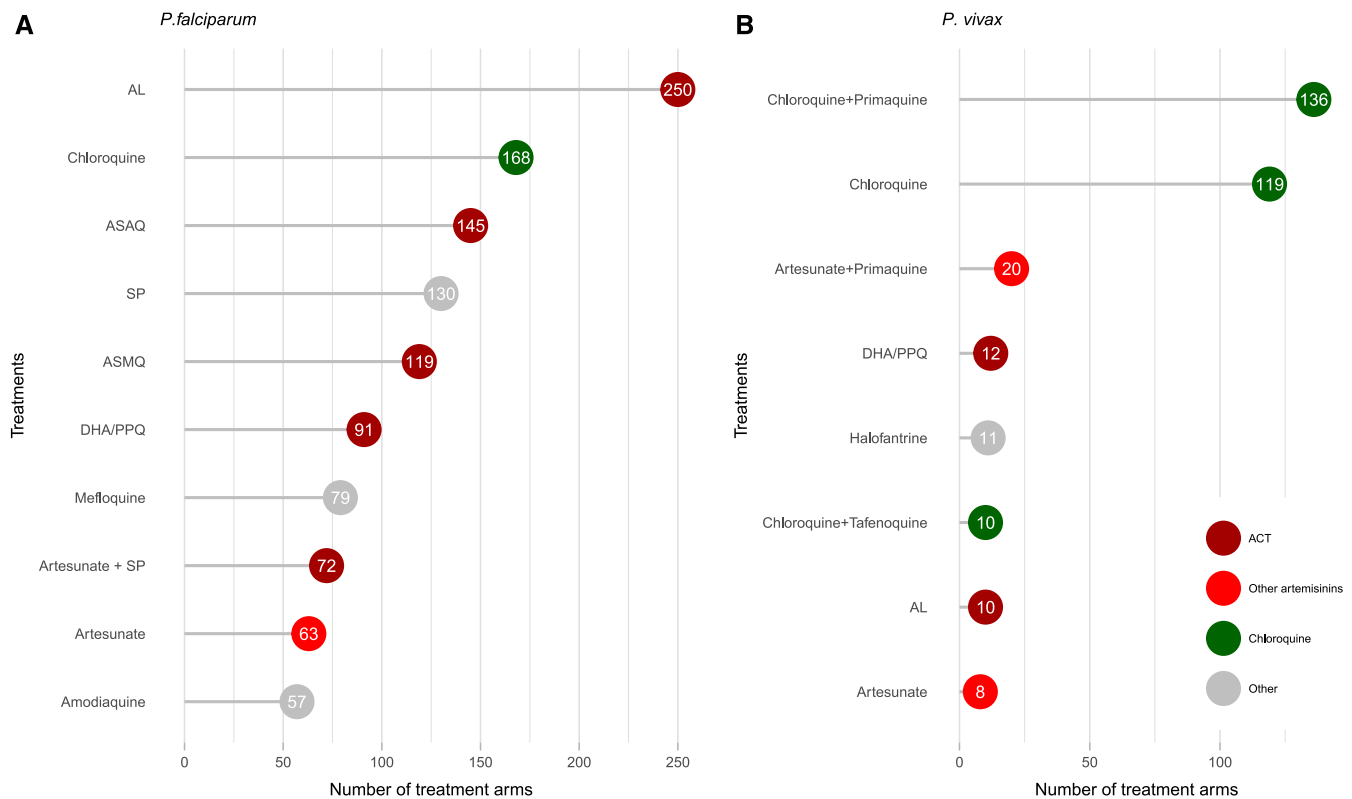 A
P.falciparum
AL
250
Chloroquine
168
ASAQ
145
SP
130
ASMQ
119
DHA/PPQ
91
Mefloquine
79
Artesunate + SP
72
Artesunate
63
Amodiaquine
57
Treatments
0 50 100 150 200 250
Number of treatment arms
B
P. vivax
Chloroquine+Primaquine
136
Chloroquine
119
Artesunate+Primaquine
20
DHA/PPQ
12
Halofantrine
11
Chloroquine+Tafenoquine
10
AL
10
Artesunate
8
Treatments
0 50 100
Number of treatment arms
ACT
Other artemisinins
Chloroquine
Other